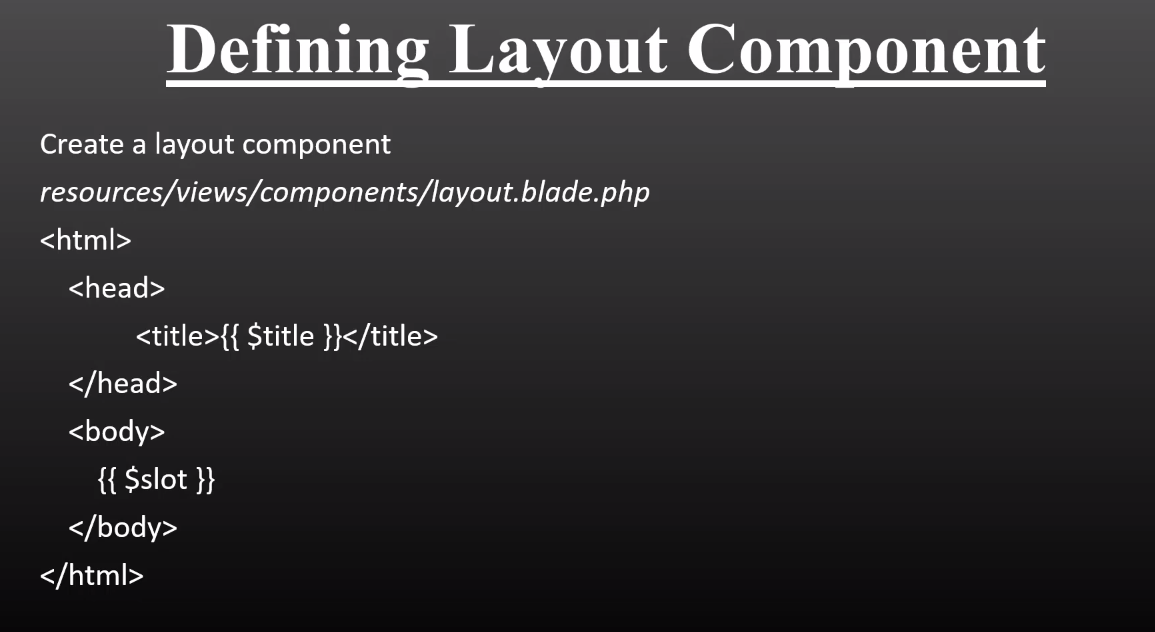 Defining Layout Component
Create a layout component
resources/views/components/layout.blade.php
<html>
<head>
<title>{{ $title }}</title>
</head>
<body>
{{ $slot }}
</body>
</html>